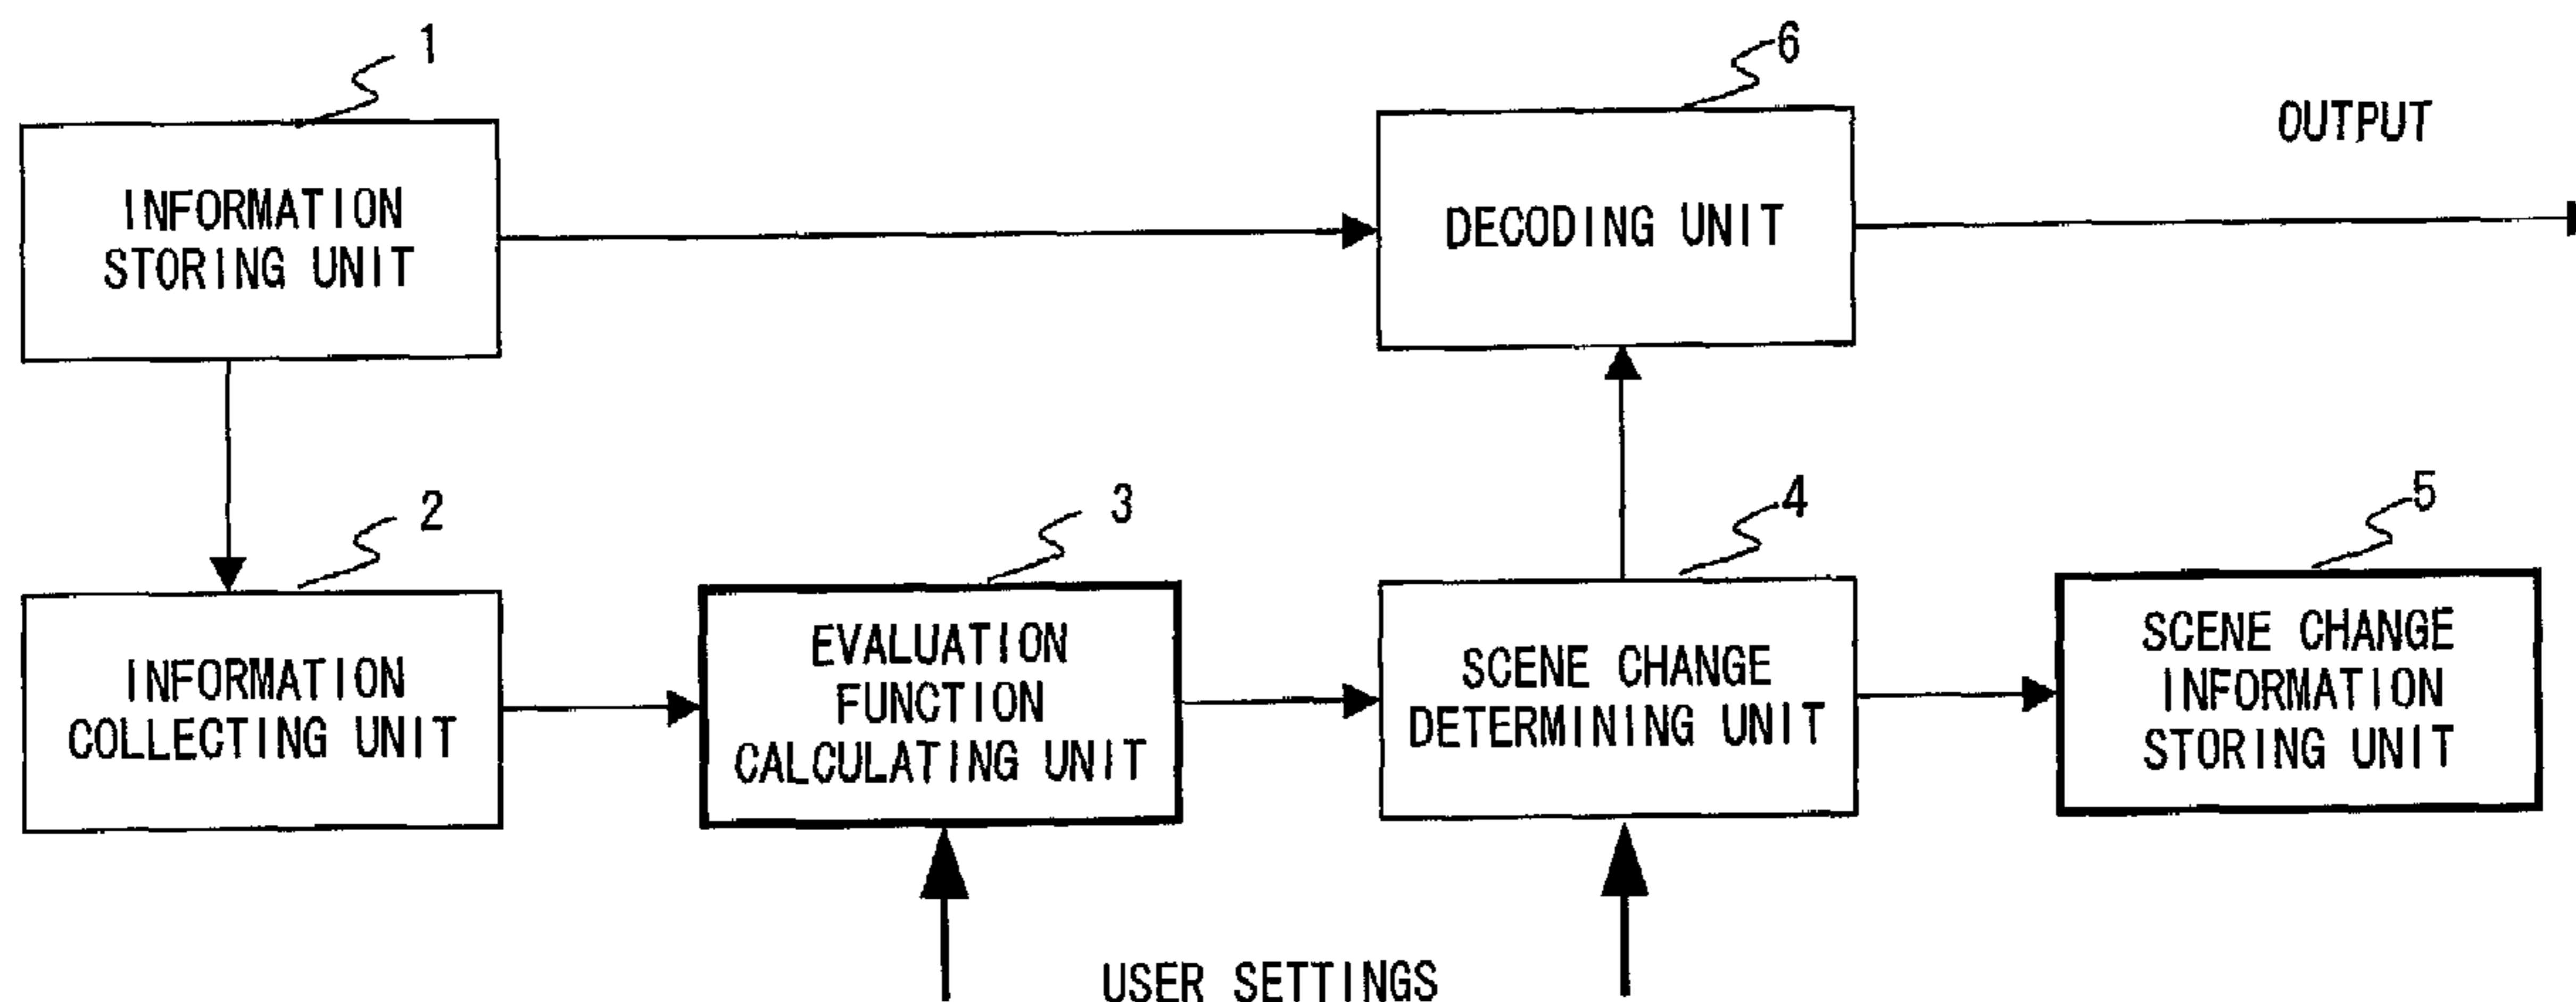 1
6
OUTPUT
INFORMATION
STORING UNIT
DECODING UNIT
2
3
4
5
INFORMATION
COLLECTING UNIT
EVALUATION
FUNCTION
CALCULATING UNIT
SCENE CHANGE
DETERMINING UNIT
SCENE CHANGE
INFORMATION
STORING UNIT
USER SETTINGS